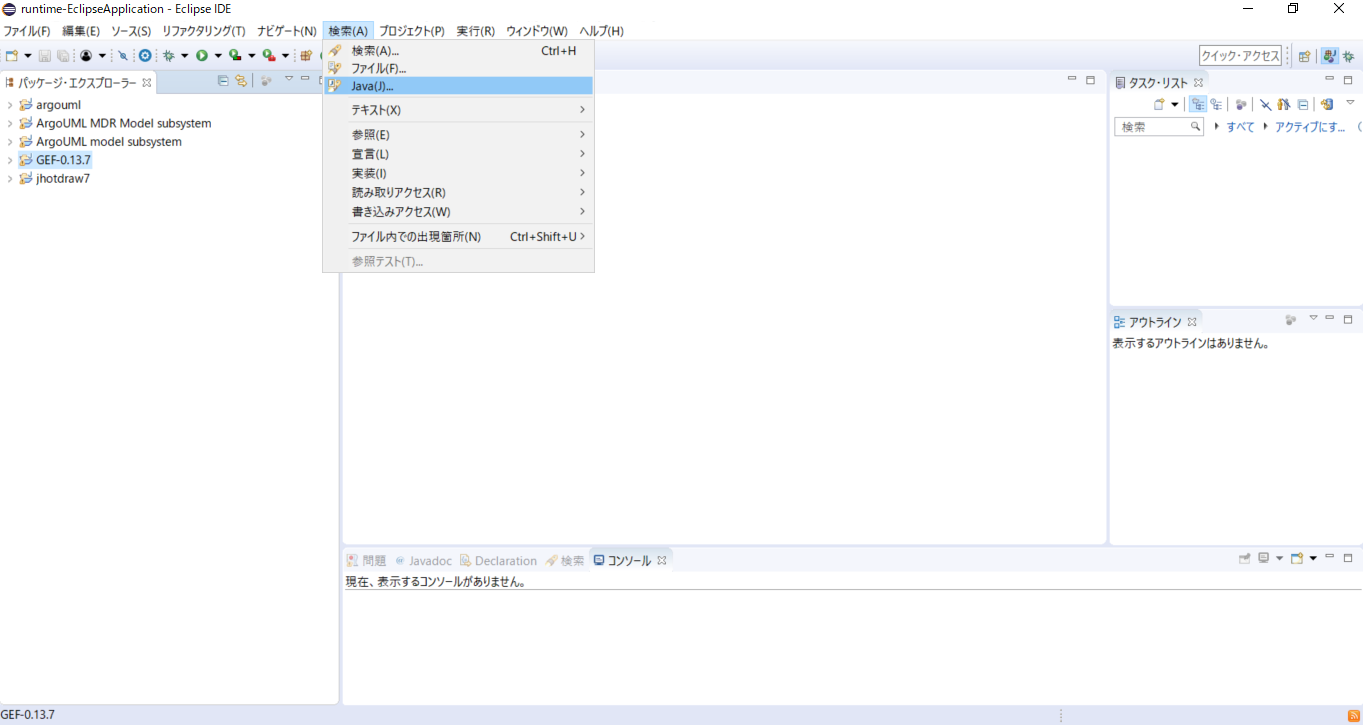 runtime-EclipseApplication - Eclipse IDE
ファイル(F) 編集(E) ソース(S) リファクタリング(T) ナビゲート(N) 検索(A) プロジェクト(P) 実行(R) ウィンドウ(W) ヘルプ(H)
検索(A)... Ctrl+H
ファイル(F)...
Java(J)...
テキスト(X)
参照(E)
宣言(L)
実装(I)
読み取りアクセス(R)
書き込みアクセス(W)
ファイル内での出現箇所(N) Ctrl+Shift+U
参照テスト(T)...
クイック・アクセス
パッケージ・エクスプローラー
argouml
ArgoUML MDR Model subsystem
ArgoUML model subsystem
GEF-0.13.7
jhotdraw7
タスク・リスト
検索 すべて アクティブにす...
アウトライン
表示するアウトラインはありません。
問題 Javadoc Declaration 検索 コンソール
現在、表示するコンソールがありません。
GEF-0.13.7